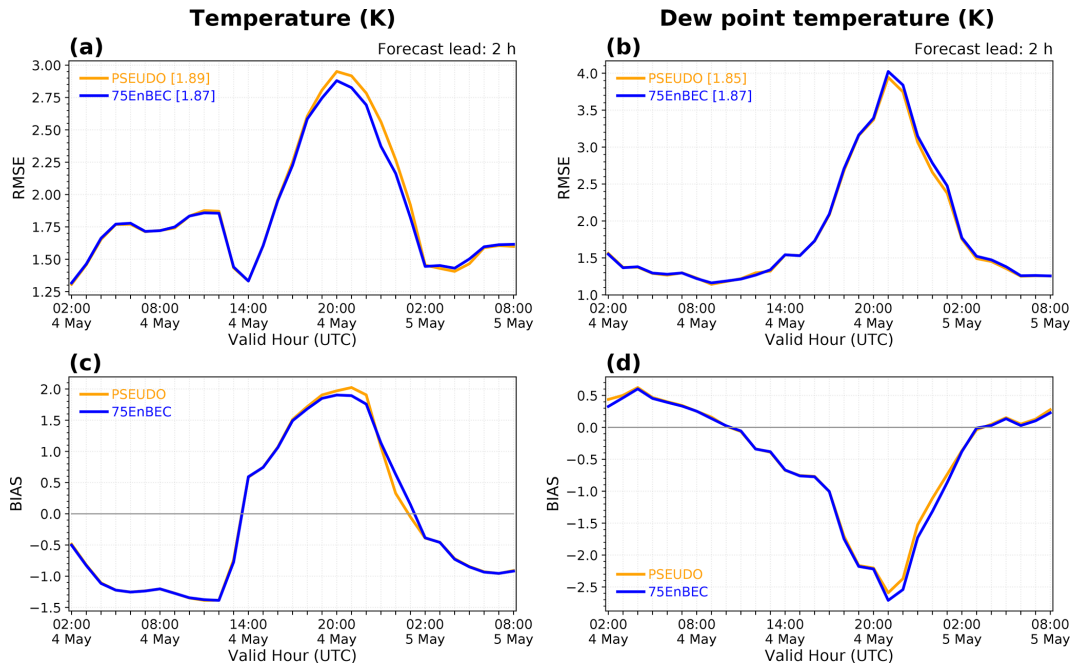 Temperature (K)
Dew point temperature (K)
(a)
Forecast lead: 2 h
PSEUDO [1.89]
75EnBEC [1.87]
RMSE
3.00
2.75
2.50
2.25
2.00
1.75
1.50
1.25
02:00 08:00 14:00 20:00 02:00 08:00
4 May 4 May 4 May 4 May 5 May 5 May
Valid Hour (UTC)
(b)
Forecast lead: 2 h
PSEUDO [1.85]
75EnBEC [1.87]
RMSE
4.0
3.5
3.0
2.5
2.0
1.5
1.0
02:00 08:00 14:00 20:00 02:00 08:00
4 May 4 May 4 May 4 May 5 May 5 May
Valid Hour (UTC)
(c)
PSEUDO
75EnBEC
BIAS
2.0
1.5
1.0
0.5
0.0
−0.5
−1.0
−1.5
02:00 08:00 14:00 20:00 02:00 08:00
4 May 4 May 4 May 4 May 5 May 5 May
Valid Hour (UTC)
(d)
BIAS
0.5
0.0
−0.5
−1.0
−1.5
−2.0
−2.5
PSEUDO
75EnBEC
02:00 08:00 14:00 20:00 02:00 08:00
4 May 4 May 4 May 4 May 5 May 5 May
Valid Hour (UTC)